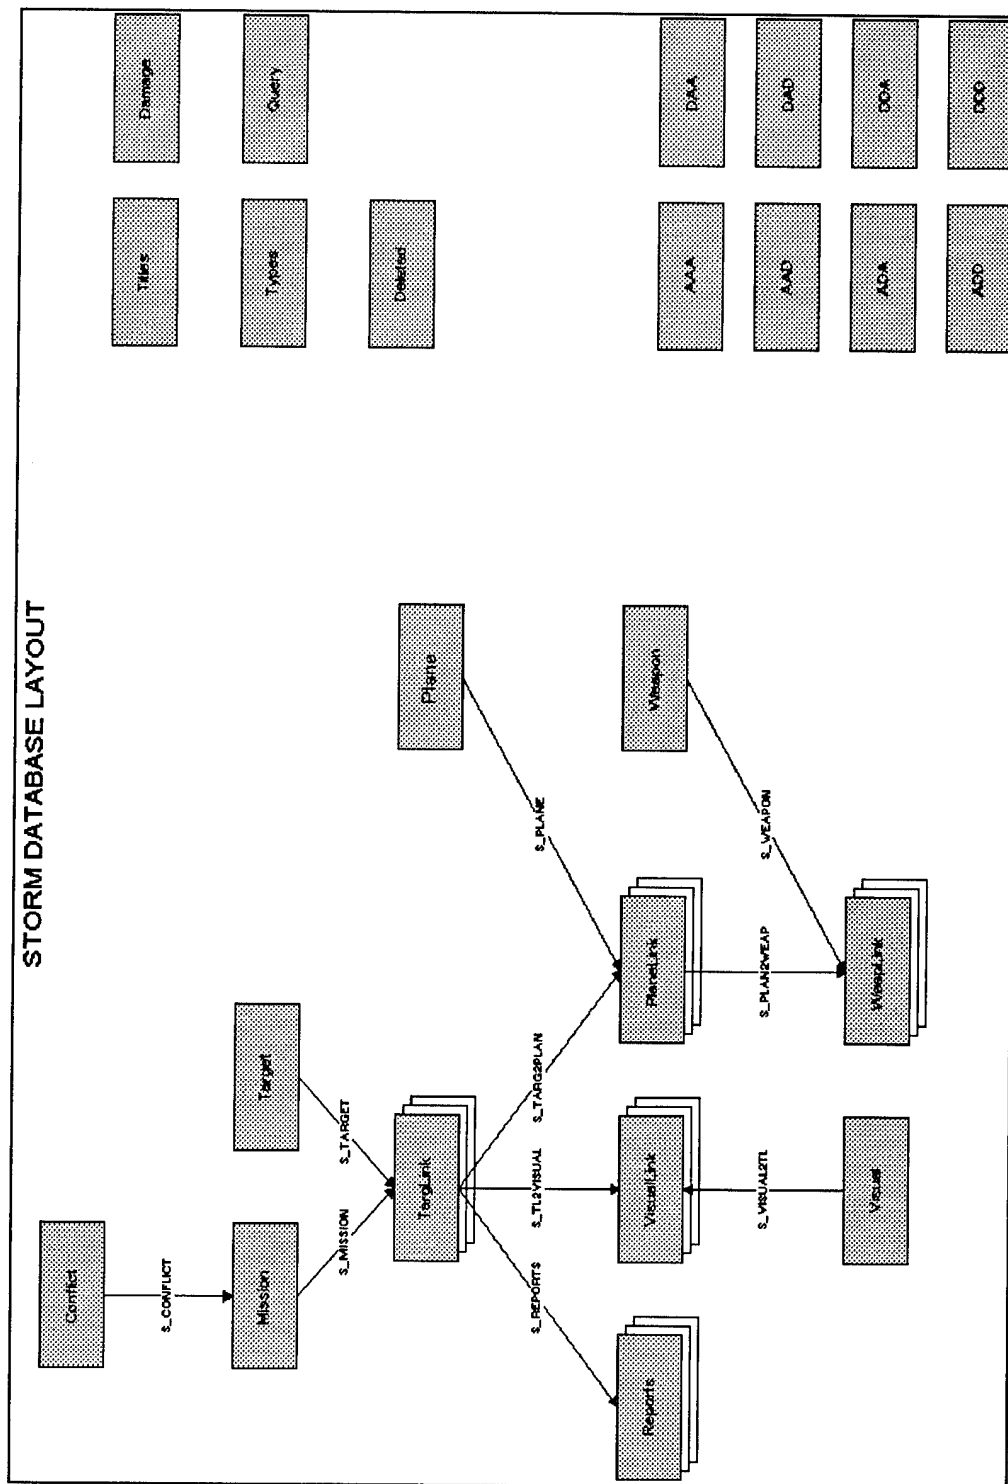 STORM DATABASE LAYOUT
Conflict
S_CONFLICT
Mission
Target
S_MISSION
S_TARGET
TargLink
Plane
S_REPORTS
S_TL2VISUAL
S_TARG2PLAN
S_PLANE
Reports
VisualLink
PlaneLink
Weapon
S_VISUAL2TL
S_PLAN2WEAP
S_WEAPON
Visual
WeapLink
Titles
Damage
Types
Query
Deleted
AAA
DAA
AAD
DAD
ADA
DDA
ADD
DDD